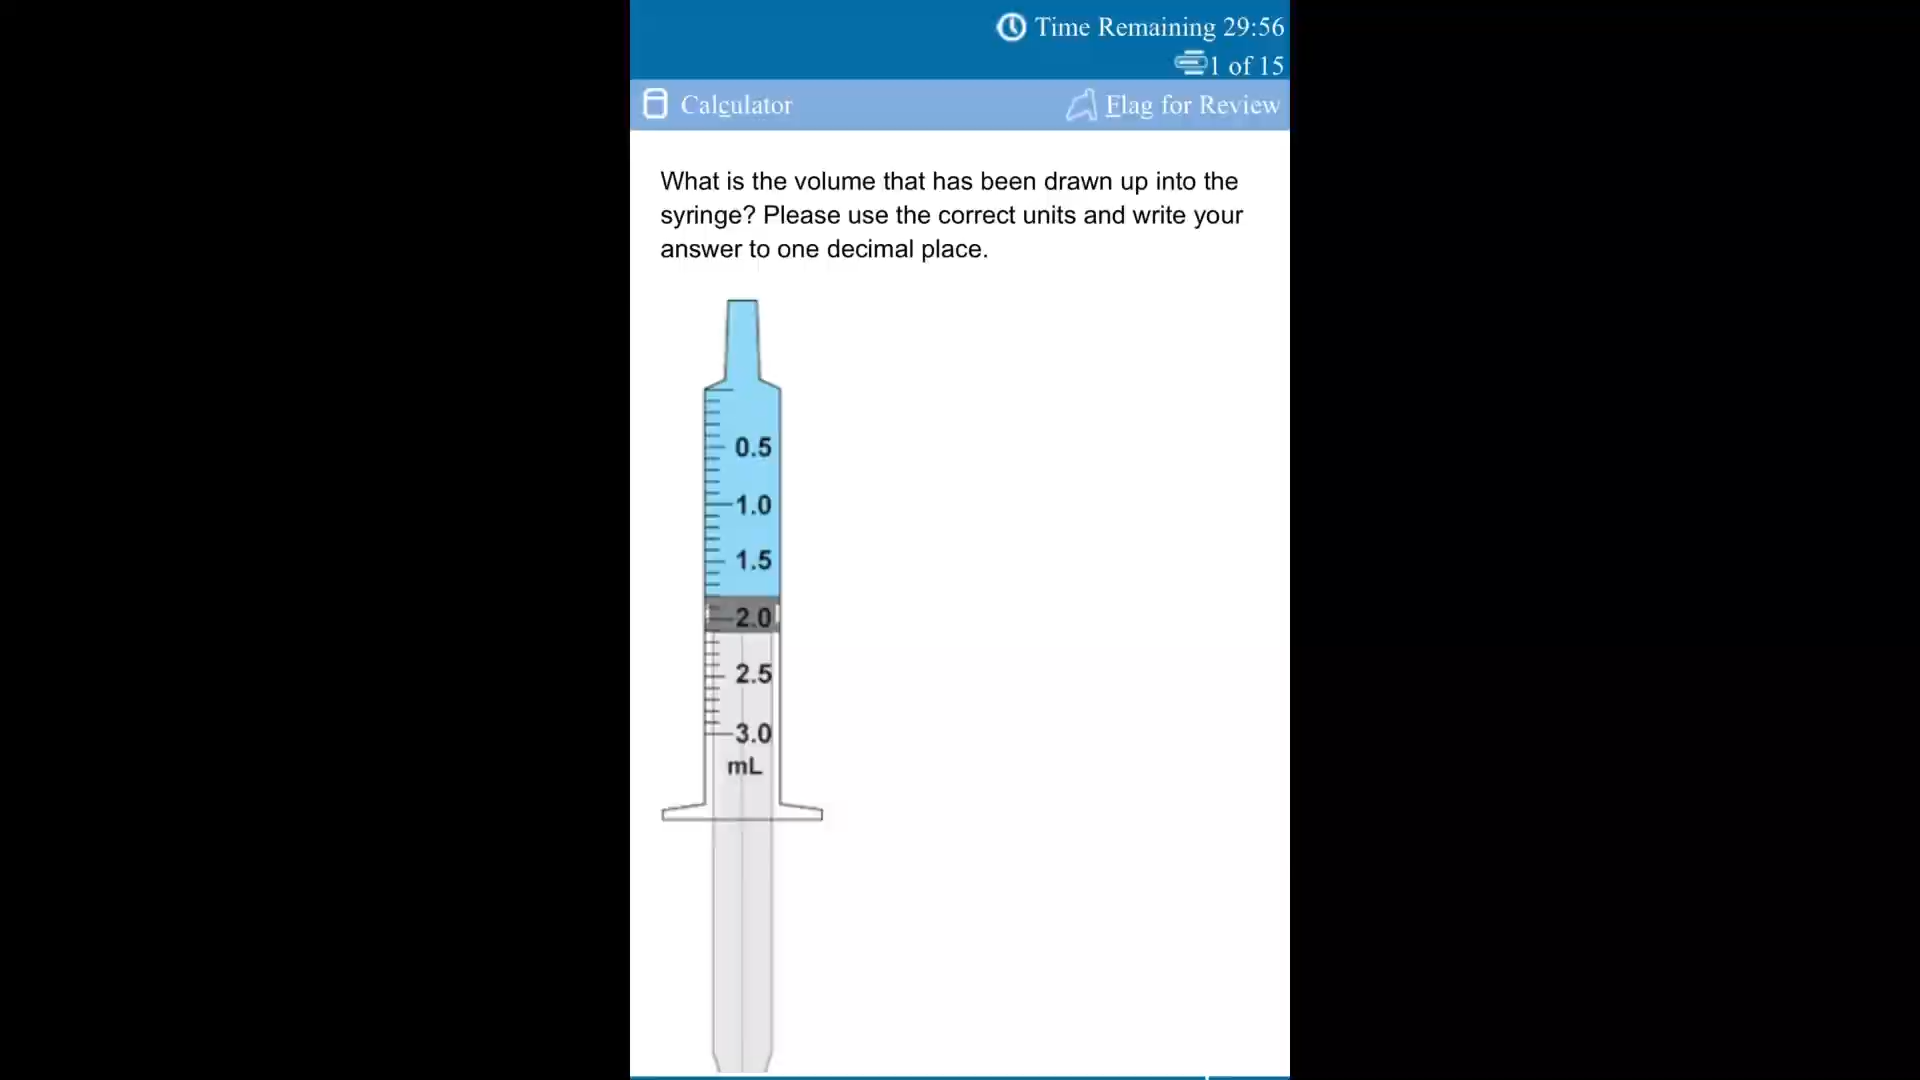 Time Remaining 29:56
1 of 15
Calculator Flag for Review
What is the volume that has been drawn up into the
syringe? Please use the correct units and write your
answer to one decimal place.
0.5
1.0
1.5
2.0
2.5
3.0
mL